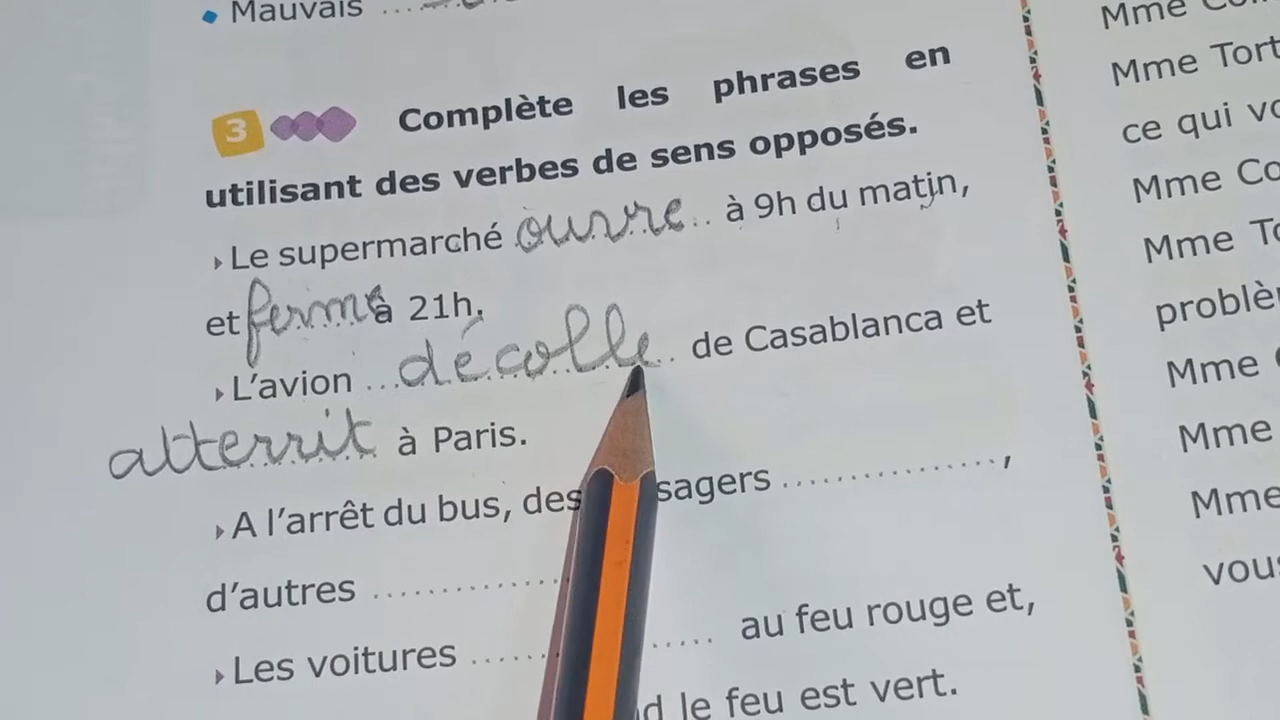 Mauvais ....
3 Complète les phrases en
utilisant des verbes de sens opposés.
Le supermarché ouvre.. à 9h du matin,
et ferme à 21h.
L'avion ...décolle.. de Casablanca et
atterrit à Paris.
A l'arrêt du bus, des sagers ................,
d'autres ..............
Les voitures ........... au feu rouge et,
d le feu est vert.
Mme
Mme Tort
ce qui vo
Mme Co
Mme To
problè
Mme
Mme
Mme
vous